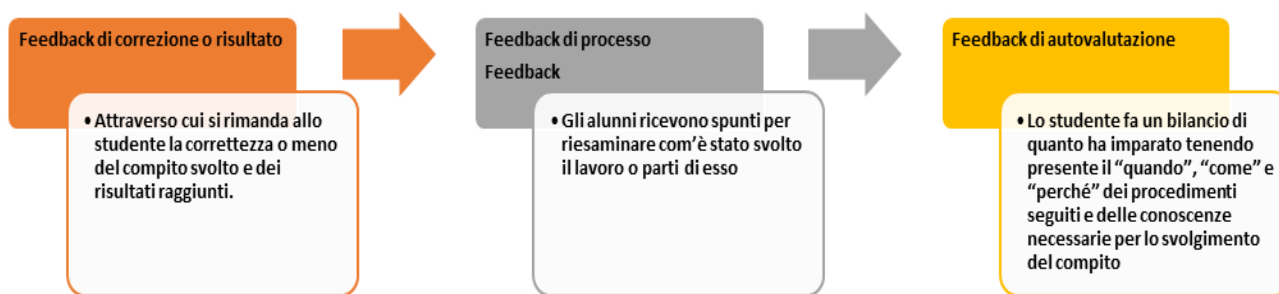 Feedback di correzione o risultato
• Attraverso cui si rimanda allo
studente la correttezza o meno
del compito svolto e dei
risultati raggiunti.
Feedback di processo
Feedback
• Gli alunni ricevono spunti per
riesaminare com'è stato svolto
il lavoro o parti di esso
Feedback di autovalutazione
• Lo studente fa un bilancio di
quanto ha imparato tenendo
presente il “quando”, “come” e
“perché” dei procedimenti
seguiti e delle conoscenze
necessarie per lo svolgimento
del compito